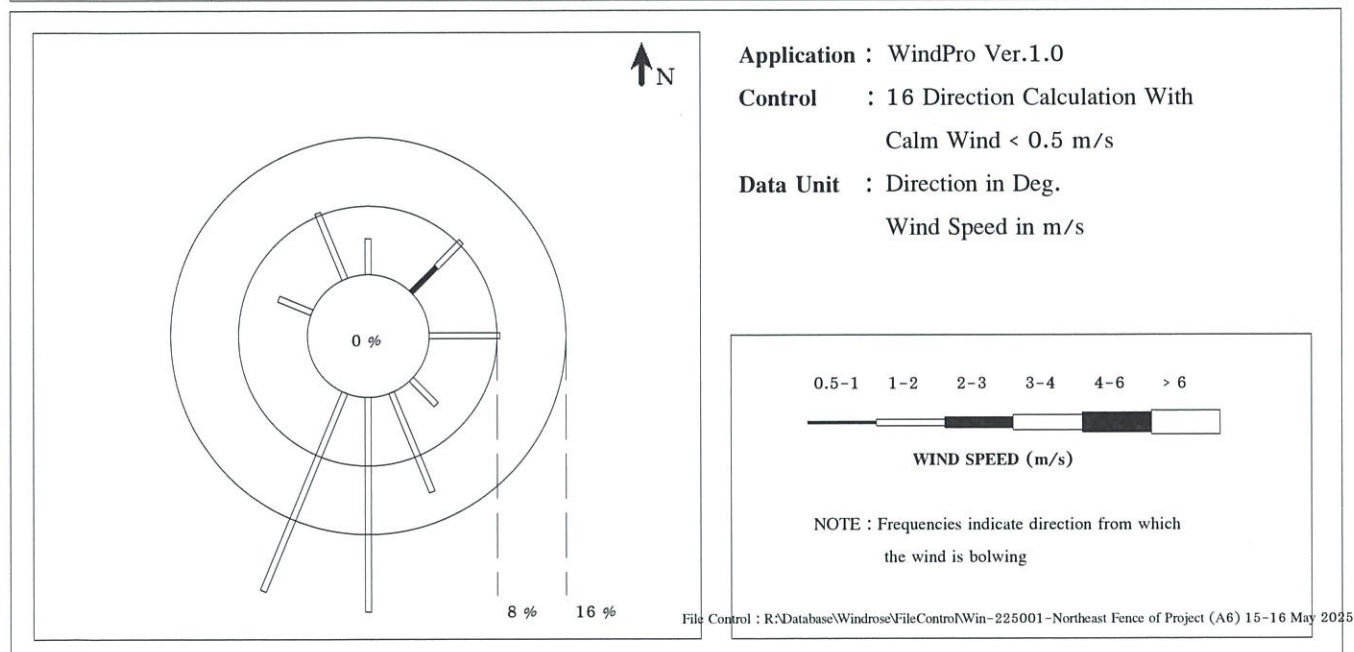 N
0 %
8 % 16 %
Application : WindPro Ver.1.0
Control : 16 Direction Calculation With
Calm Wind < 0.5 m/s
Data Unit : Direction in Deg.
Wind Speed in m/s
0.5-1 1-2 2-3 3-4 4-6 > 6
WIND SPEED (m/s)
NOTE : Frequencies indicate direction from which
the wind is bolwing
File Control : R:\Database\Windrose\FileControl\Win-225001-Northeast Fence of Project (A6) 15-16 May 2025